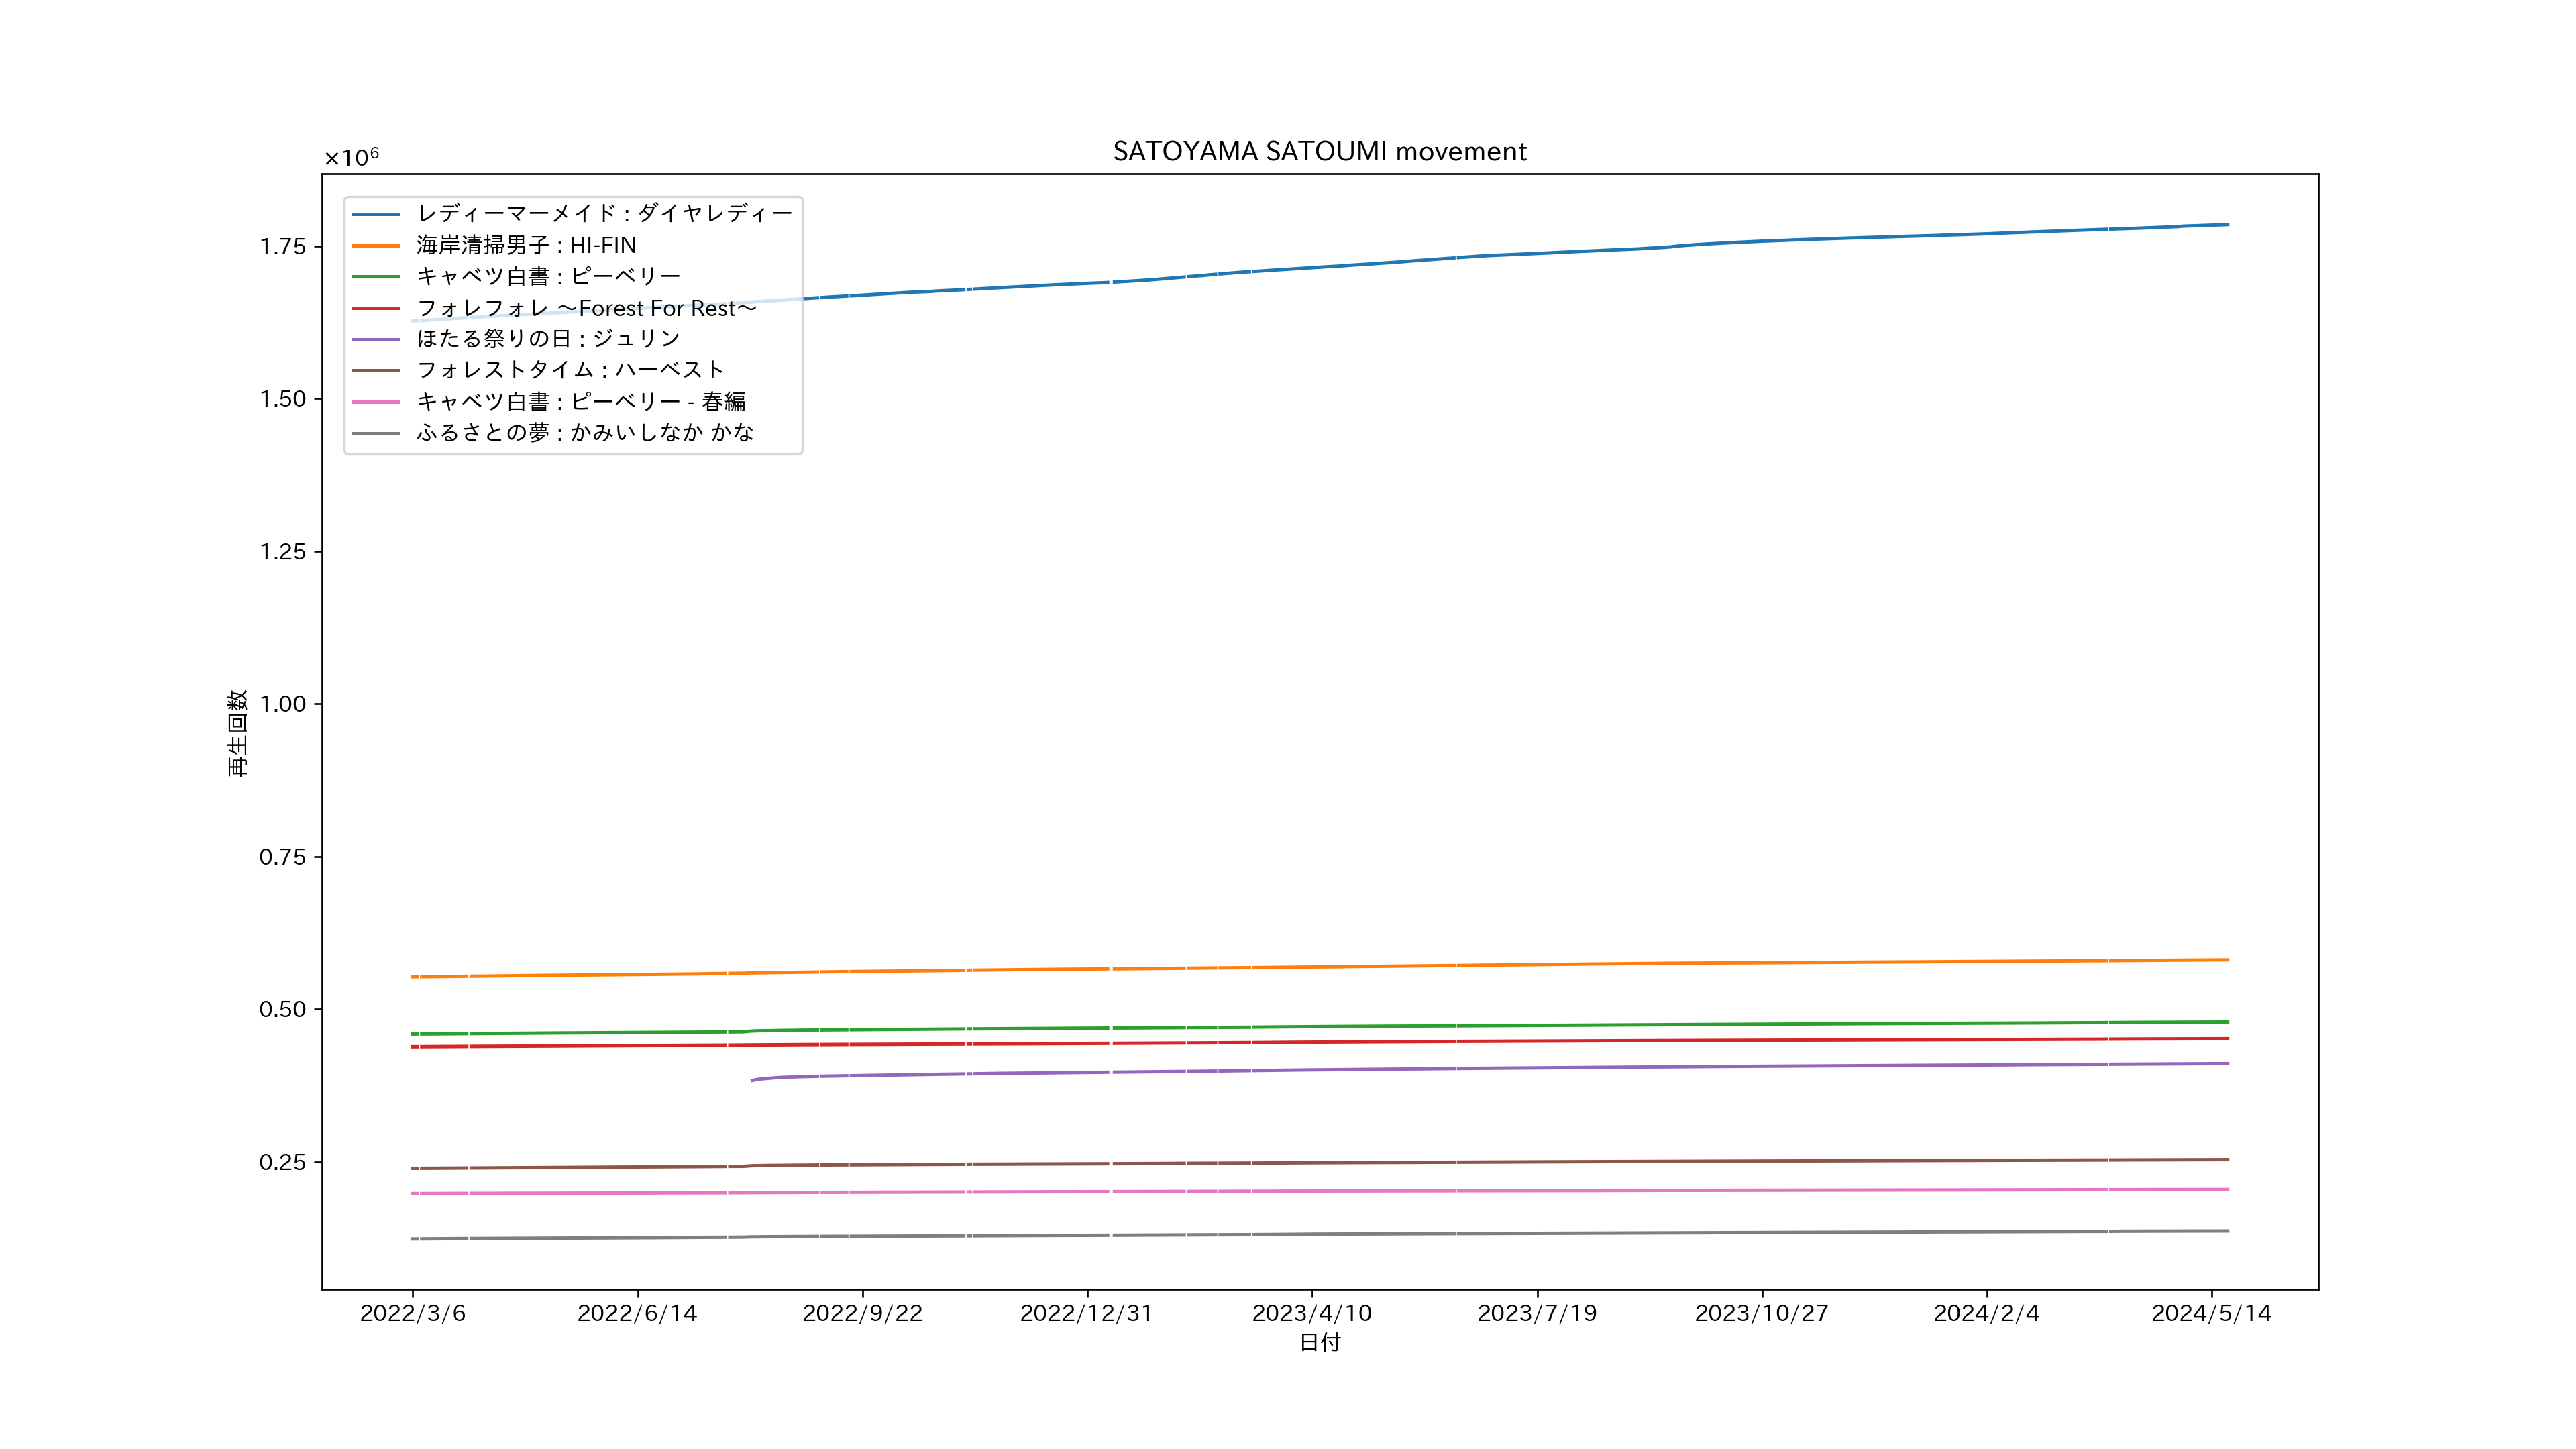 SATOYAMA SATOUMI movement
×10⁶
1.75
1.50
1.25
1.00
0.75
0.50
0.25
再生回数
レディーマーメイド : ダイヤレディー
海岸清掃男子 : HI-FIN
キャベツ白書 : ピーベリー
フォレフォレ 〜Forest For Rest〜
ほたる祭りの日 : ジュリン
フォレストタイム : ハーベスト
キャベツ白書 : ピーベリー - 春編
ふるさとの夢 : かみいしなか かな
2022/3/6 2022/6/14 2022/9/22 2022/12/31 2023/4/10 2023/7/19 2023/10/27 2024/2/4 2024/5/14
日付